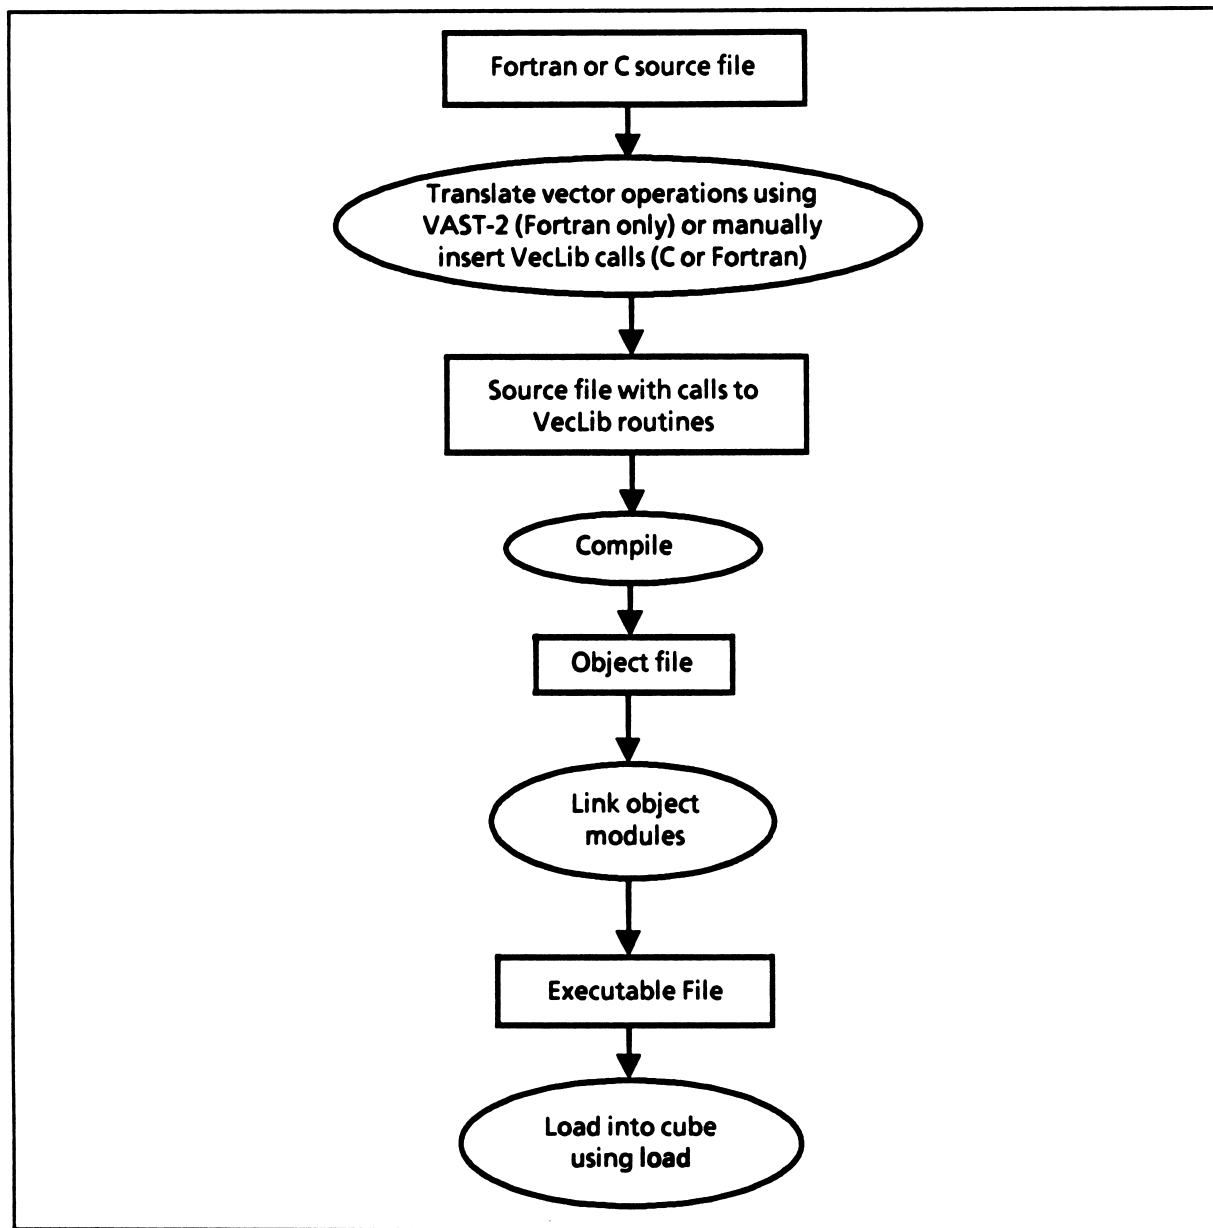 Fortran or C source file
Translate vector operations using
VAST-2 (Fortran only) or manually
insert VecLib calls (C or Fortran)
Source file with calls to
VecLib routines
Compile
Object file
Link object
modules
Executable File
Load into cube
using load